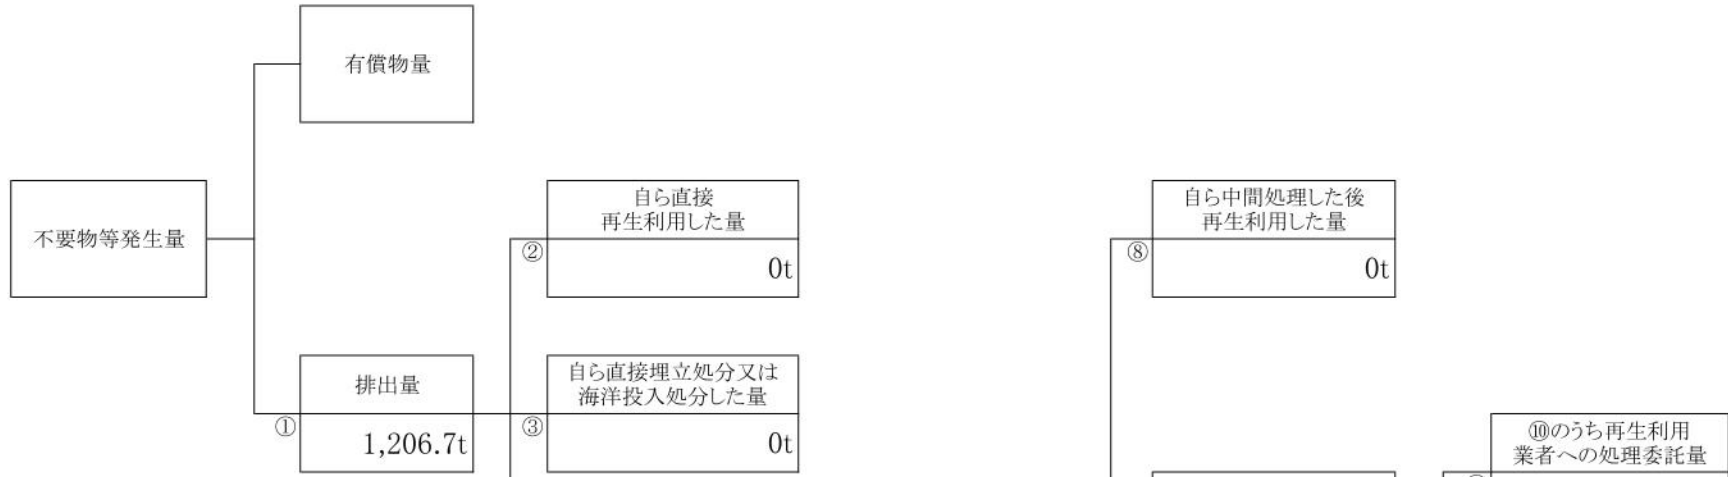 有償物量
不要物等発生量
自ら直接
再生利用した量
②
0t
自ら中間処理した後
再生利用した量
⑧
0t
排出量
①
1,206.7t
自ら直接埋立処分又は
海洋投入処分した量
③
0t
⑩のうち再生利用
業者への処理委託量